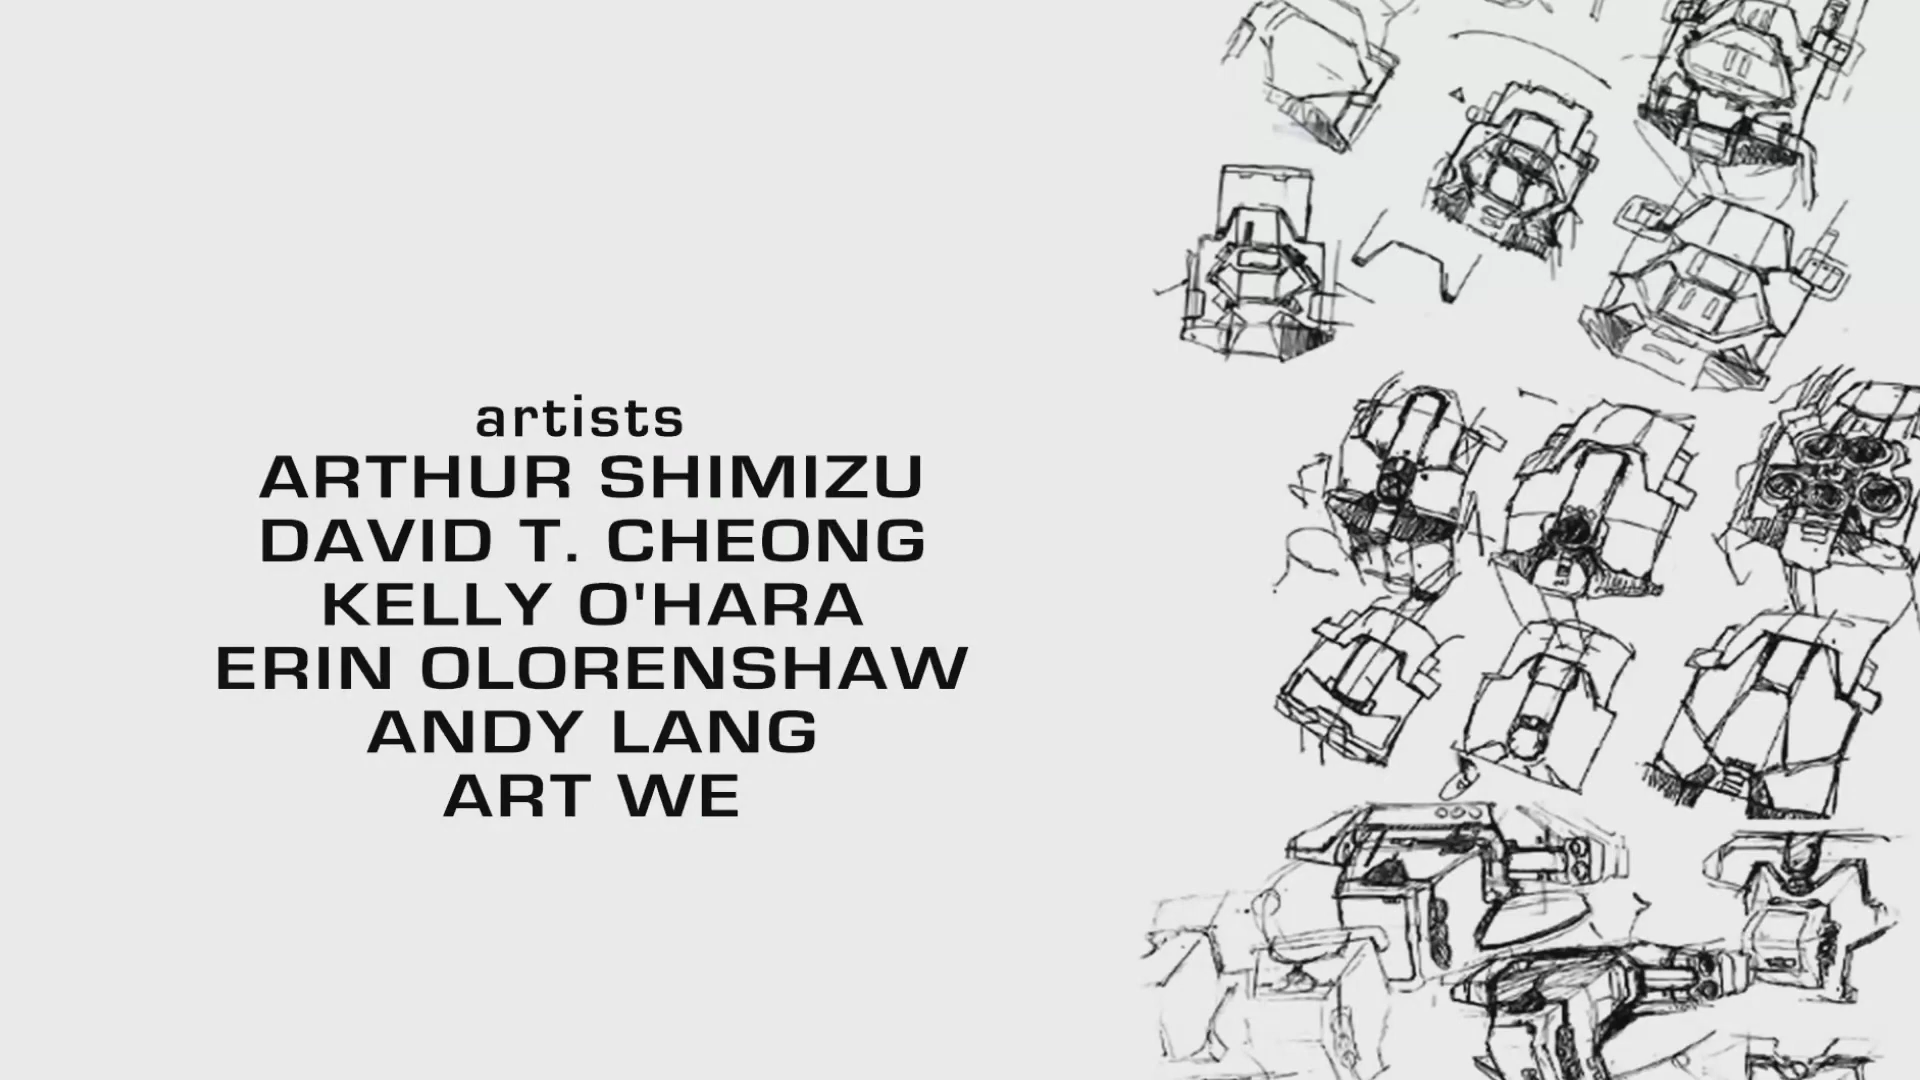 artists
ARTHUR SHIMIZU
DAVID T. CHEONG
KELLY O'HARA
ERIN OLORENSHAW
ANDY LANG
ART WE